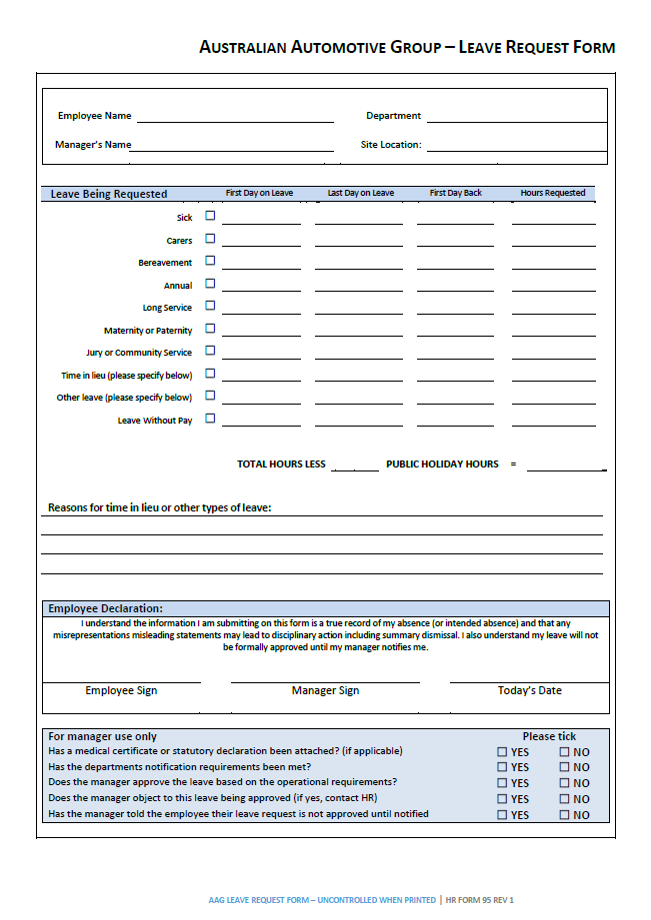 AUSTRALIAN AUTOMOTIVE GROUP – LEAVE REQUEST FORM
Employee Name Department
Manager's Name Site Location:
Leave Being Requested First Day on Leave Last Day on Leave First Day Back Hours Requested
Sick
Carers
Bereavement
Annual
Long Service
Maternity or Paternity
Jury or Community Service
Time in lieu (please specify below)
Other leave (please specify below)
Leave Without Pay
TOTAL HOURS LESS PUBLIC HOLIDAY HOURS =
Reasons for time in lieu or other types of leave:
Employee Declaration:
I understand the information I am submitting on this form is a true record of my absence (or intended absence) and that any
misrepresentations misleading statements may lead to disciplinary action including summary dismissal. I also understand my leave will not
be formally approved until my manager notifies me.
Employee Sign Manager Sign Today's Date
For manager use only Please tick
Has a medical certificate or statutory declaration been attached? (if applicable) YES NO
Has the departments notification requirements been met? YES NO
Does the manager approve the leave based on the operational requirements? YES NO
Does the manager object to this leave being approved (if yes, contact HR) YES NO
Has the manager told the employee their leave request is not approved until notified YES NO
AAG LEAVE REQUEST FORM – UNCONTROLLED WHEN PRINTED | HR FORM 95 REV 1